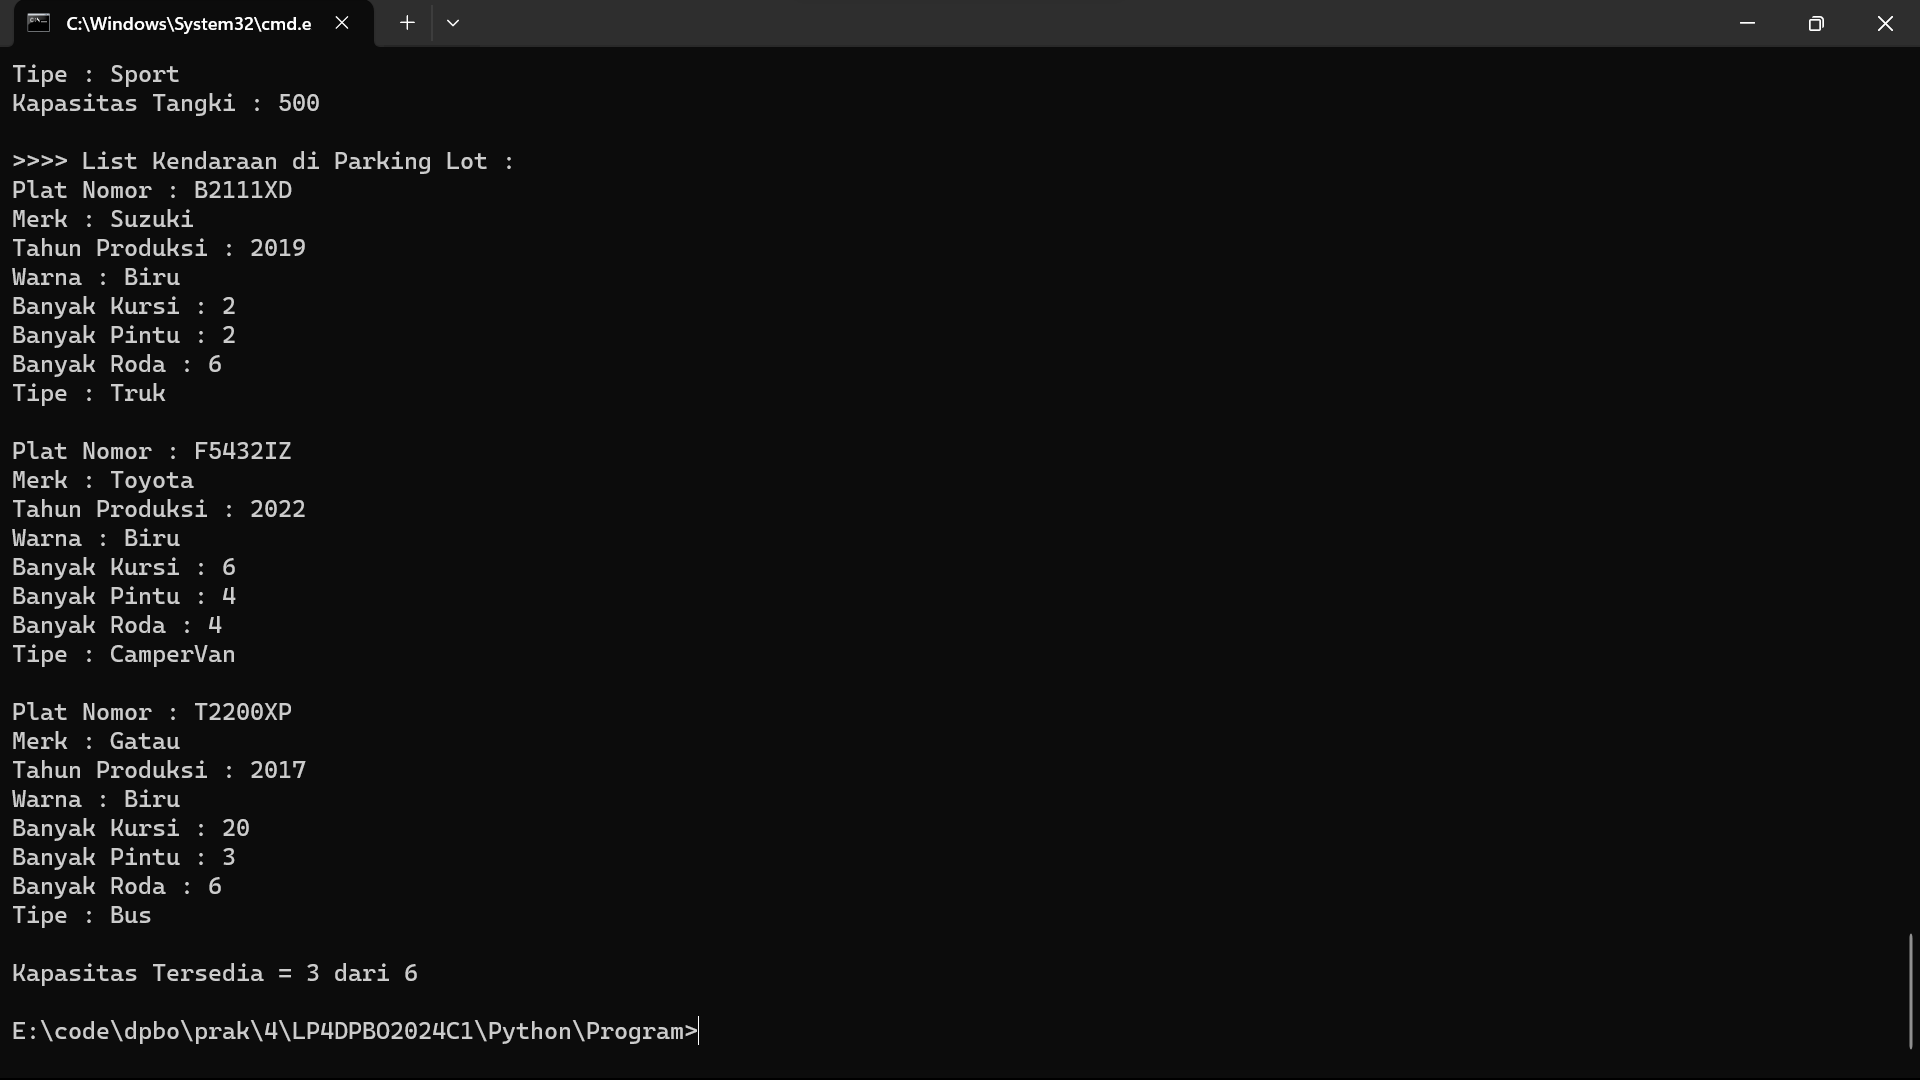 C:\Windows\System32\cmd.e
Tipe : Sport
Kapasitas Tangki : 500
>>>> List Kendaraan di Parking Lot :
Plat Nomor : B2111XD
Merk : Suzuki
Tahun Produksi : 2019
Warna : Biru
Banyak Kursi : 2
Banyak Pintu : 2
Banyak Roda : 6
Tipe : Truk
Plat Nomor : F5432IZ
Merk : Toyota
Tahun Produksi : 2022
Warna : Biru
Banyak Kursi : 6
Banyak Pintu : 4
Banyak Roda : 4
Tipe : CamperVan
Plat Nomor : T2200XP
Merk : Gatau
Tahun Produksi : 2017
Warna : Biru
Banyak Kursi : 20
Banyak Pintu : 3
Banyak Roda : 6
Tipe : Bus
Kapasitas Tersedia = 3 dari 6
E:\code\dpbo\prak\4\LP4DPBO2024C1\Python\Program>